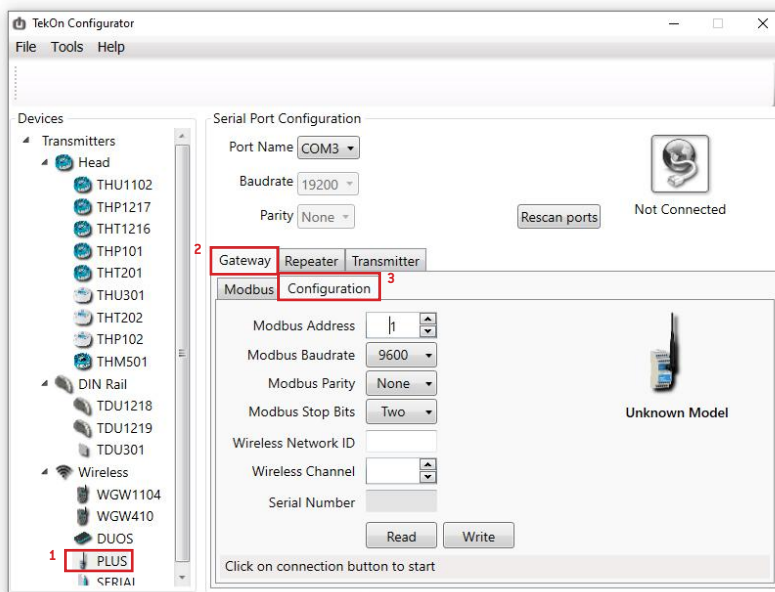 TekOn Configurator
File Tools Help
Devices
Transmitters
Head
THU1102
THP1217
THT1216
THP101
THT201
THU301
THT202
THP102
THM501
DIN Rail
TDU1218
TDU1219
TDU301
Wireless
WGW1104
WGW410
DUOS
1 PLUS
SERIAL
Serial Port Configuration
Port Name COM3
Baudrate 19200
Parity None
Rescan ports
Not Connected
2 Gateway Repeater Transmitter
Modbus Configuration 3
Modbus Address 1
Modbus Baudrate 9600
Modbus Parity None
Modbus Stop Bits Two
Wireless Network ID
Wireless Channel
Serial Number
Read Write
Unknown Model
Click on connection button to start